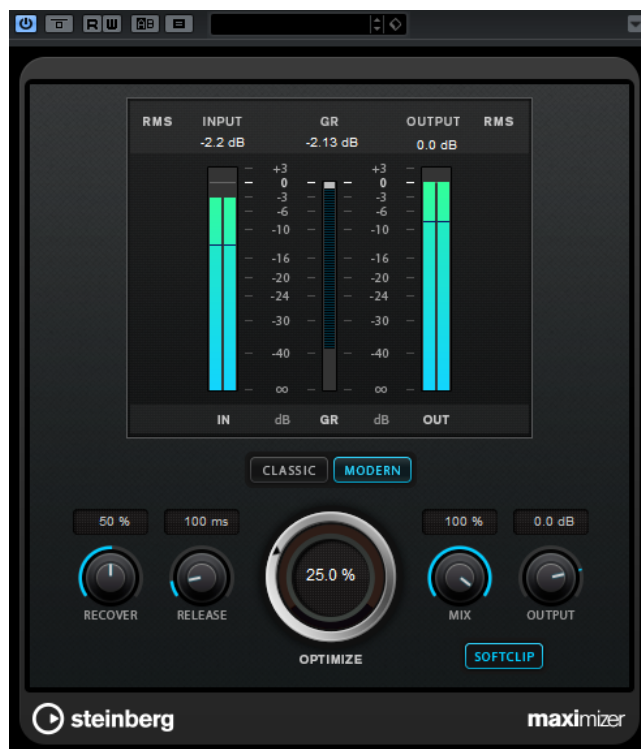 R W A B
RMS INPUT GR OUTPUT RMS
-2.2 dB -2.13 dB 0.0 dB
+3 +3
0 0
-3 -3
-6 -6
-10 -10
-16 -16
-20 -20
-24 -24
-30 -30
-40 -40
∞ ∞
IN dB GR dB OUT
CLASSIC MODERN
50 % 100 ms 100 % 0.0 dB
25.0 %
RECOVER RELEASE MIX OUTPUT
OPTIMIZE SOFTCLIP
steinberg maximizer